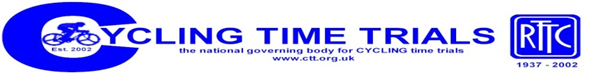 CYCLING TIME TRIALS
Est. 2002
the national governing body for CYCLING time trials
www.ctt.org.uk
RTTC
1937 - 2002